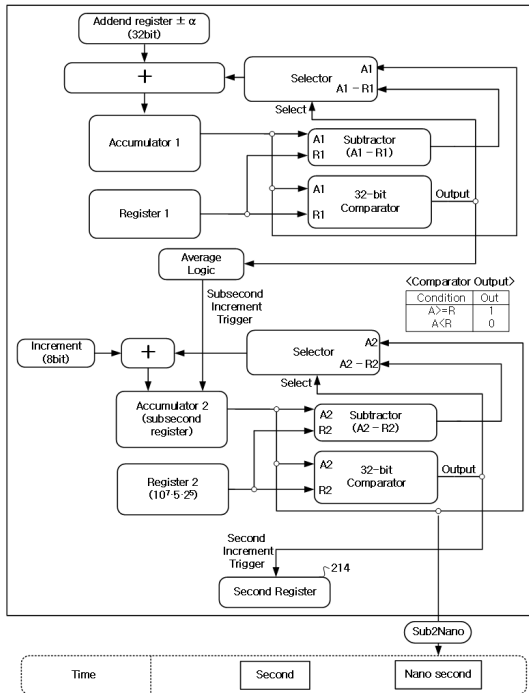 Addend register ± α
(32bit)
+
Selector
A1
A1 − R1
Select
Accumulator 1
A1
R1
Subtractor
(A1 − R1)
Register 1
A1
R1
32-bit
Comparator
Output
Average
Logic
Subsecond
Increment
Trigger
<Comparator Output>
Condition Out
A>=R 1
A<R 0
Increment
(8bit)
+
Selector
A2
A2 − R2
Select
Accumulator 2
(subsecond
register)
A2
R2
Subtractor
(A2 − R2)
Register 2
(10⁷·5·2⁵)
A2
R2
32-bit
Comparator
Output
Second
Increment
Trigger
214
Second Register
Sub2Nano
Time
Second
Nano second